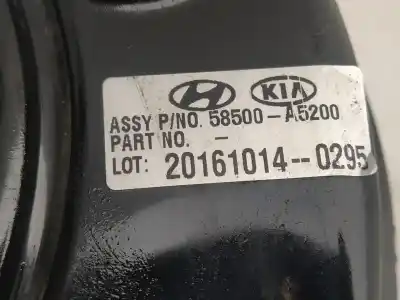 KIA
ASSY P/NO. 58500-A5200
PART NO. -
LOT: 20161014--0295